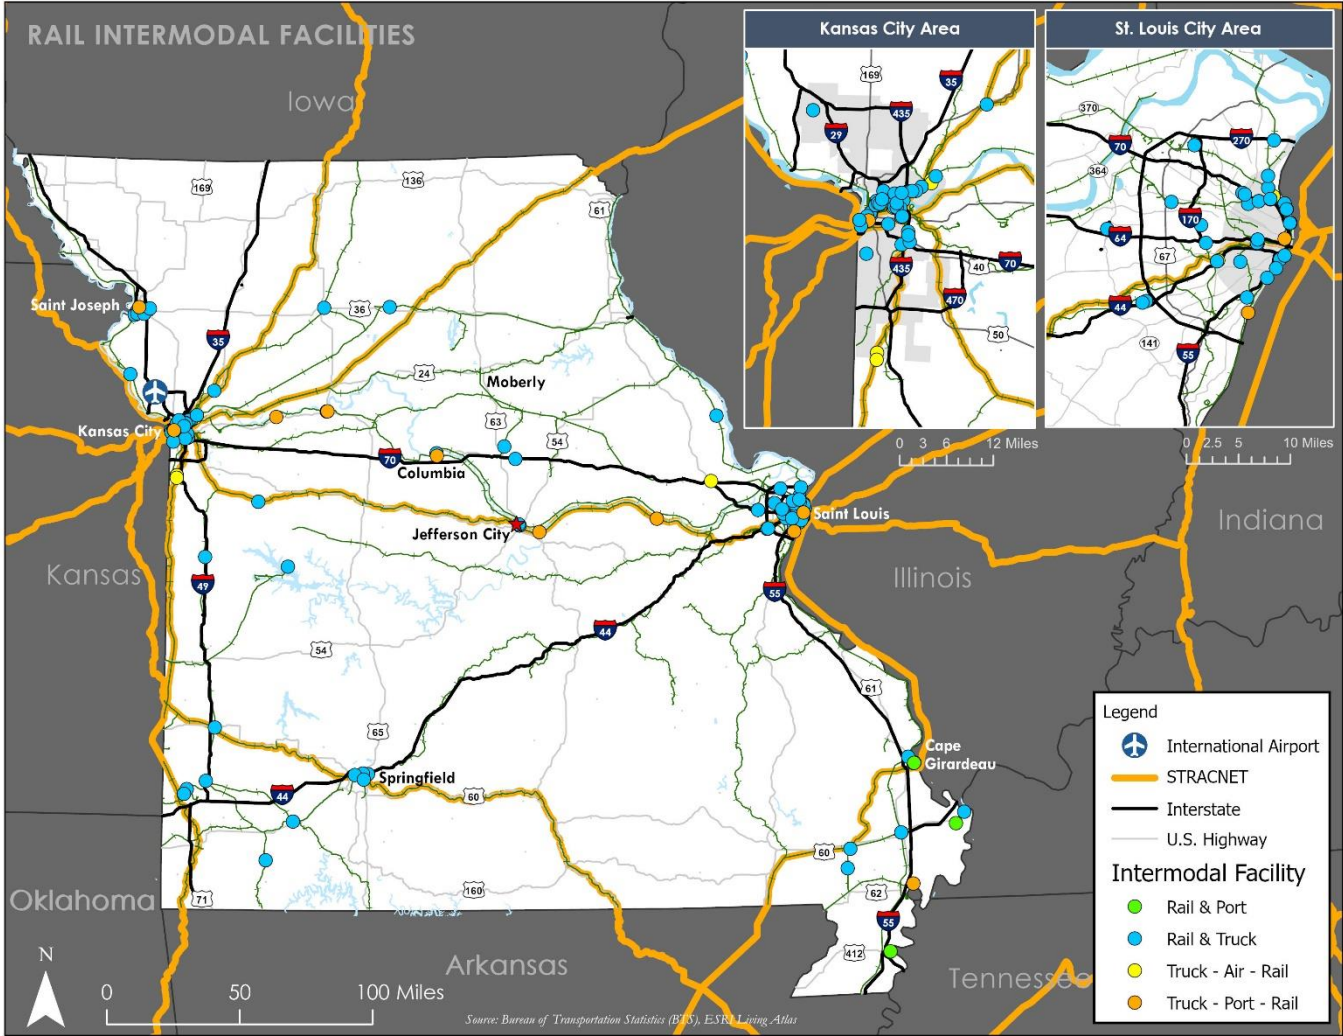 RAIL INTERMODAL FACILITIES
Kansas City Area
St. Louis City Area
Iowa
169
35
435
29
435
70
40
470
50
0 3 6 12 Miles
370
70
270
364
170
64
67
44
141
55
0 2.5 5 10 Miles
169
136
61
Saint Joseph
36
35
24
Moberly
63
54
Kansas City
70
Columbia
Jefferson City
Saint Louis
Indiana
Kansas
Illinois
49
55
44
54
61
65
Cape
Girardeau
Springfield
44
60
60
62
160
71
55
412
Oklahoma
Arkansas
Tennessee
N
0 50 100 Miles
Source: Bureau of Transportation Statistics (BTS), ESRI Living Atlas
Legend
International Airport
STRACNET
Interstate
U.S. Highway
Intermodal Facility
Rail & Port
Rail & Truck
Truck - Air - Rail
Truck - Port - Rail